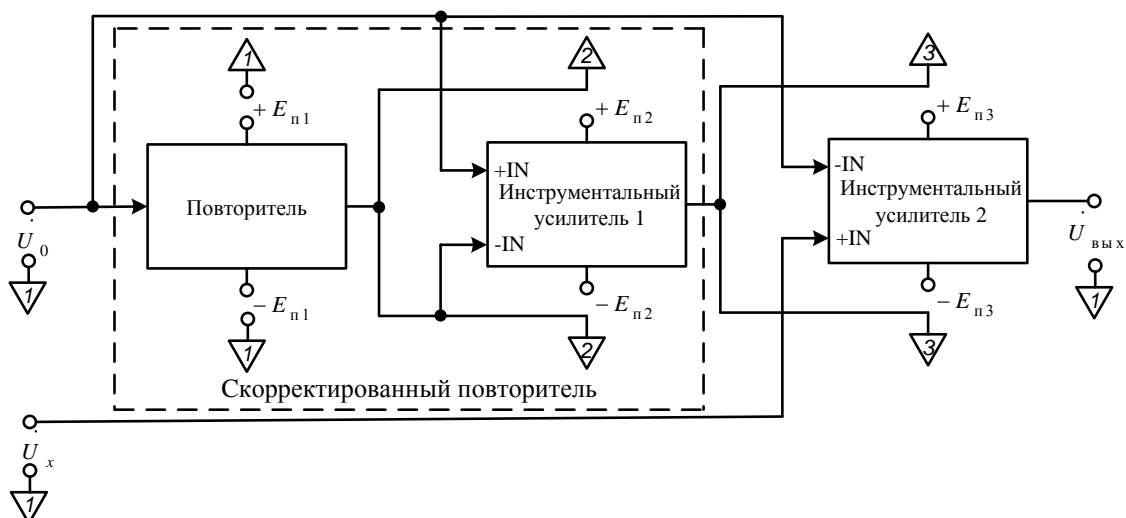 1
2
3
+ E п1
+ E п2
+ E п3
Повторитель
+IN
Инструментальный
усилитель 1
-IN
-IN
Инструментальный
усилитель 2
+IN
U̇ 0
U̇ вых
1
1
− E п1
− E п2
− E п3
1
2
3
Скорректированный повторитель
U̇ x
1